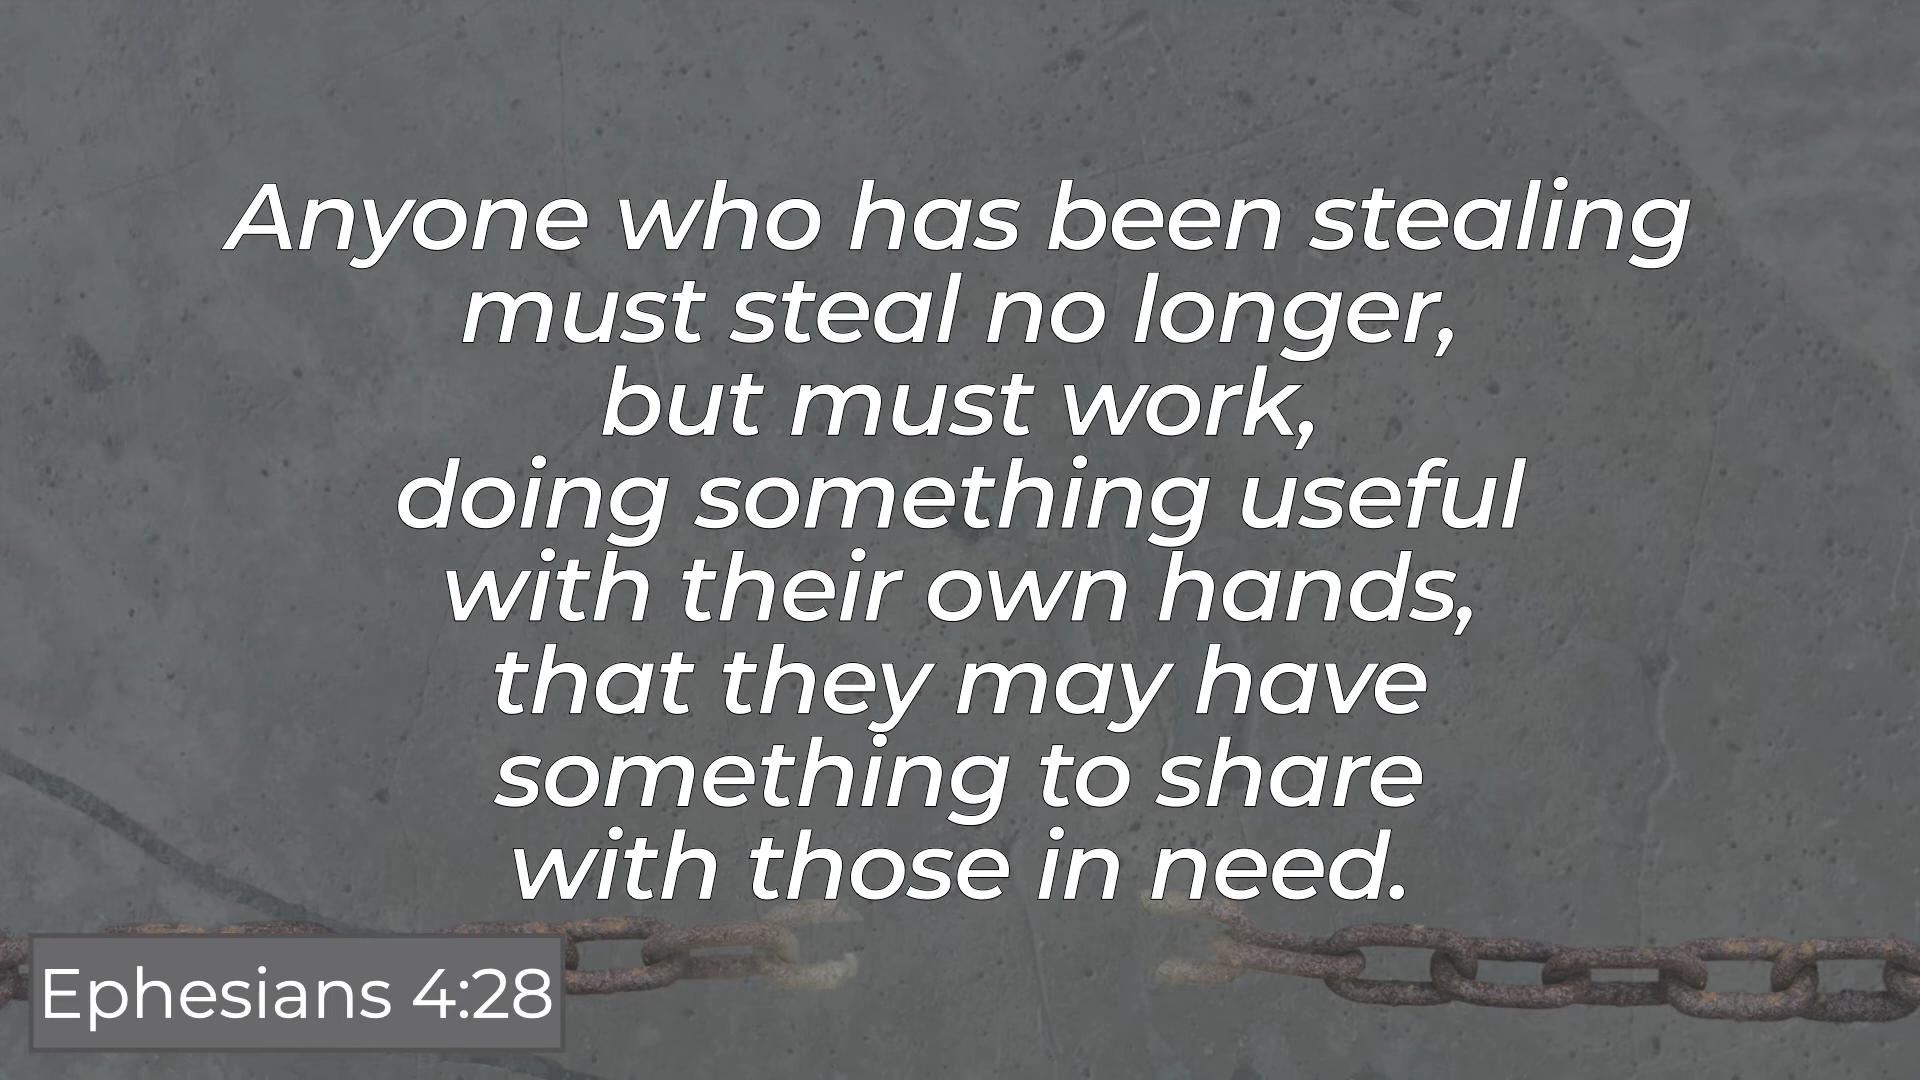 Anyone who has been stealing
must steal no longer,
but must work,
doing something useful
with their own hands,
that they may have
something to share
with those in need.
Ephesians 4:28